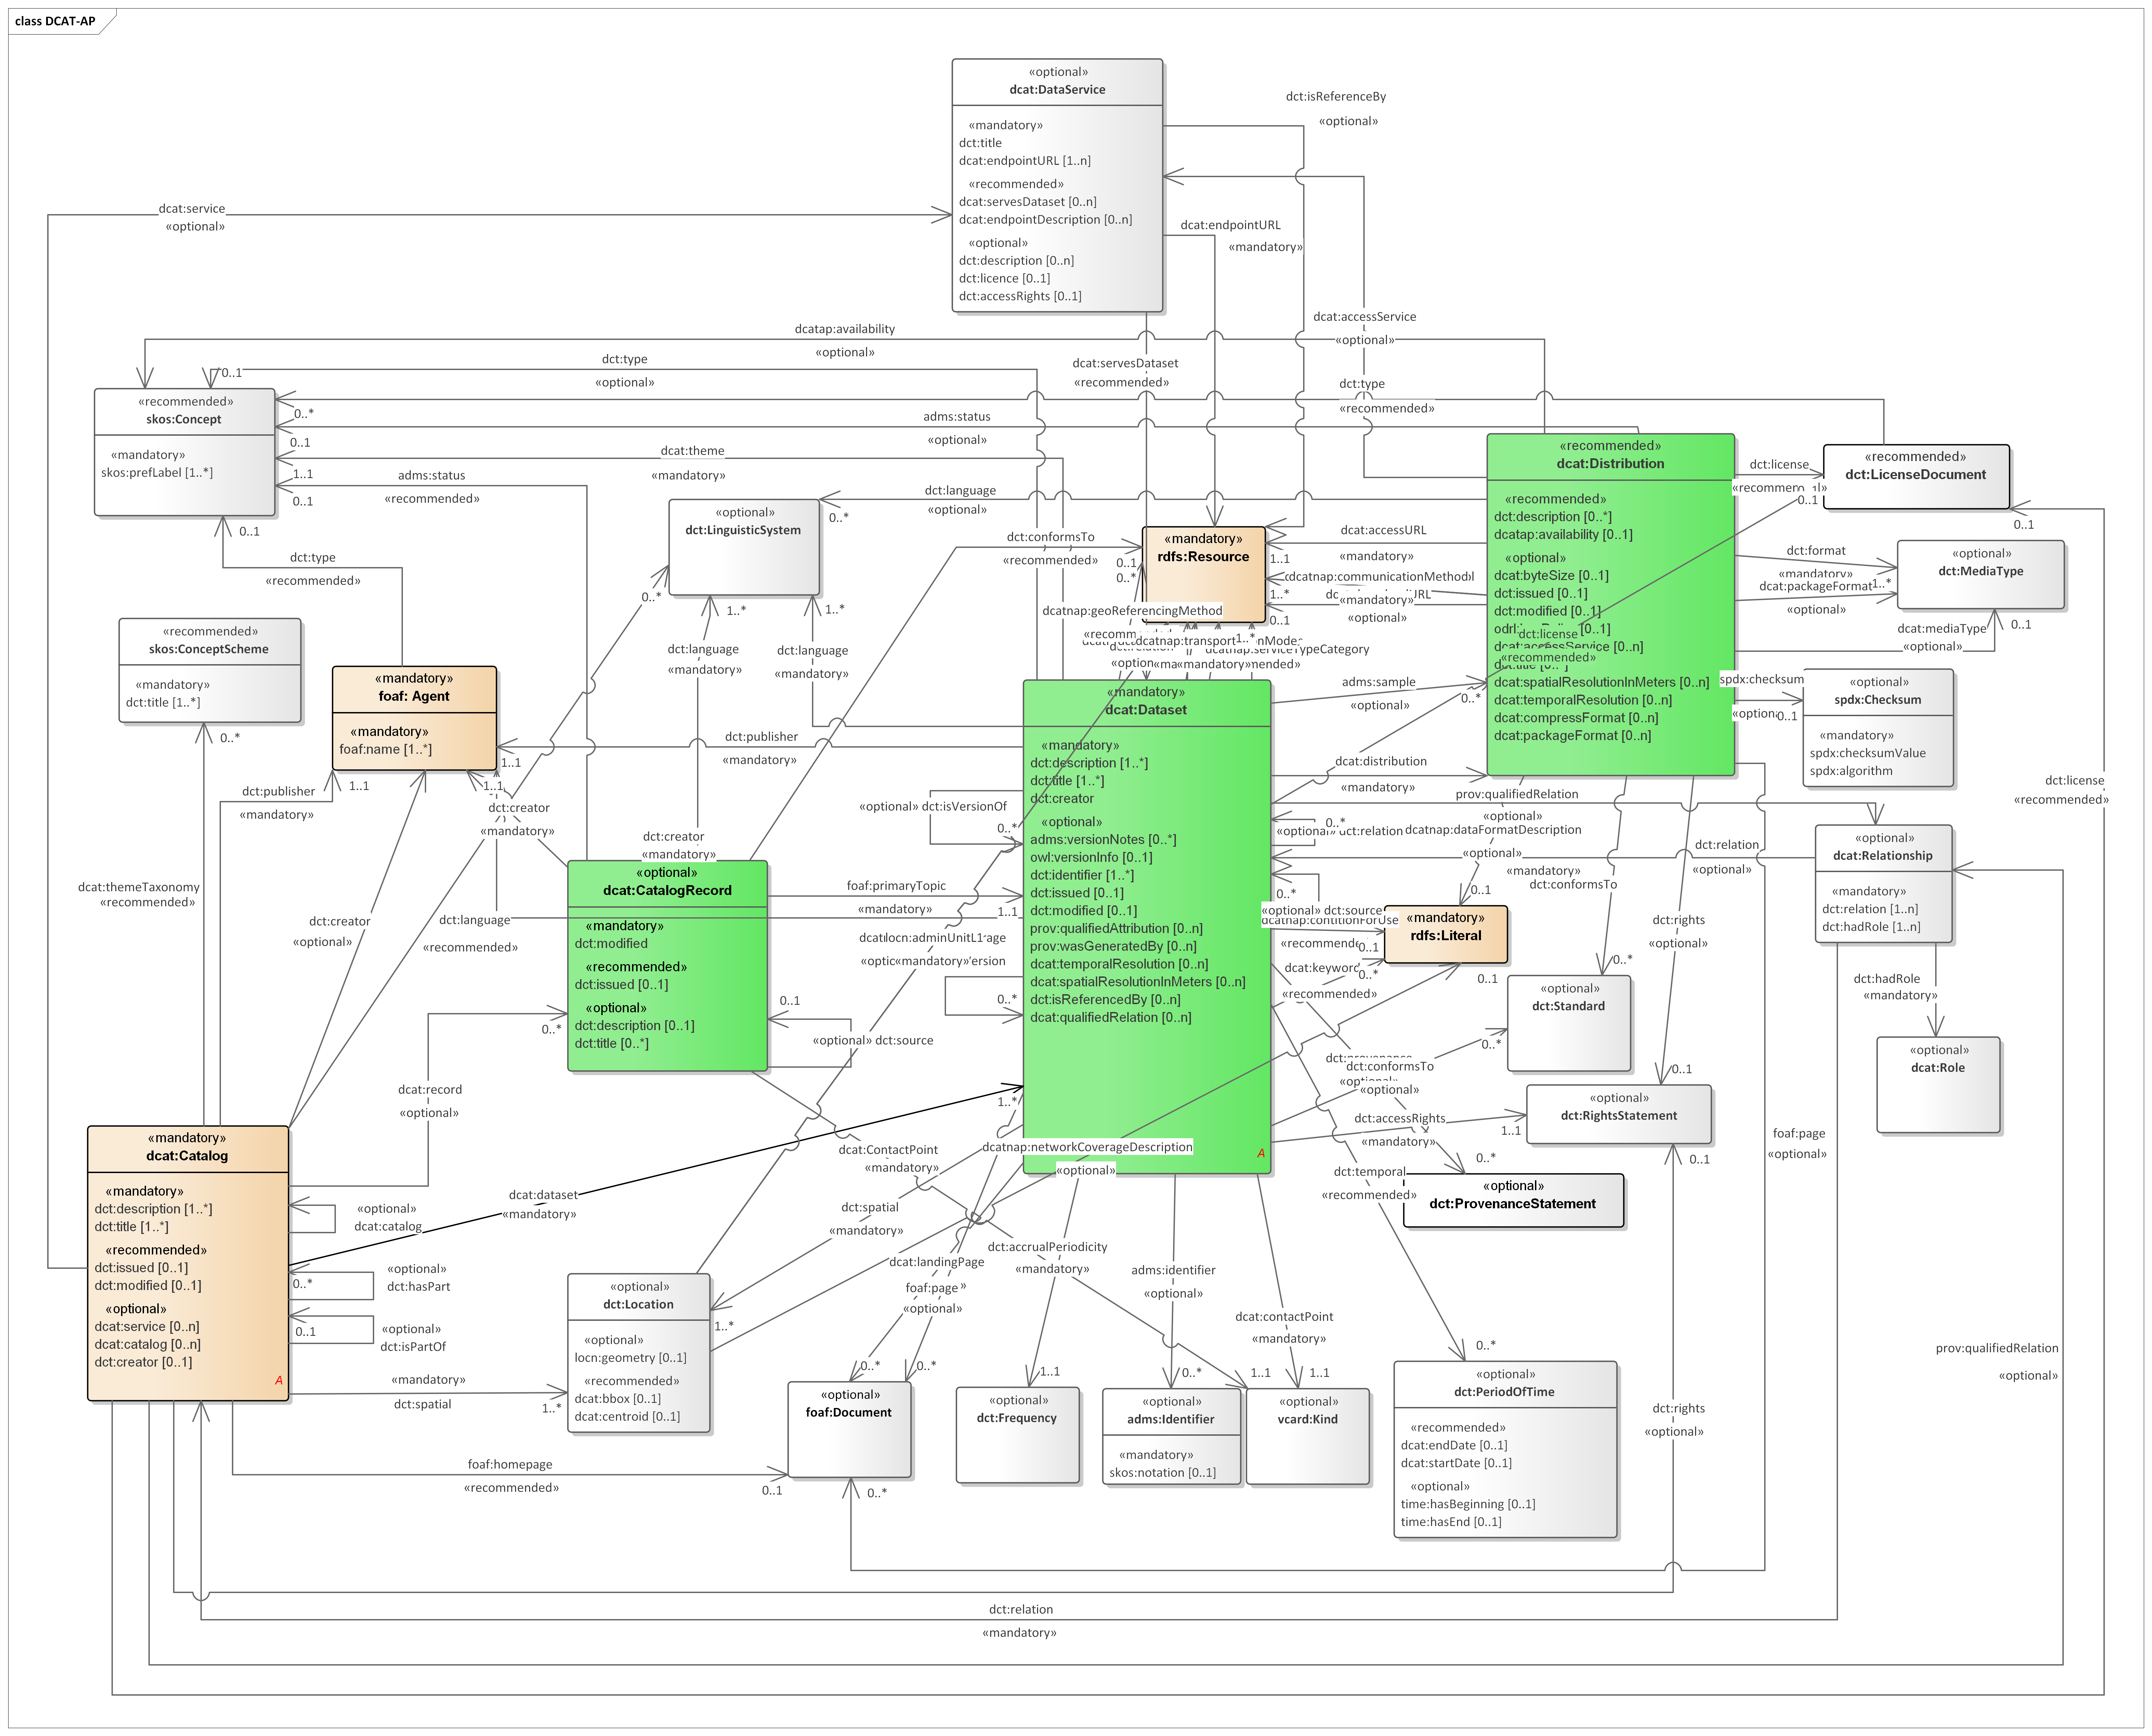 class DCAT-AP
«optional»
dcat:DataService
«mandatory»
dct:title
dcat:endpointURL [1..n]
«recommended»
dcat:servesDataset [0..n]
dcat:endpointDescription [0..n]
«optional»
dct:description [0..n]
dct:licence [0..1]
dct:accessRights [0..1]
dct:isReferenceBy
«optional»
dcat:service
«optional»
dcat:endpointURL
«mandatory»
dcat:accessService
«optional»
dcatap:availability
«optional»
dct:type
«optional»
0..1
dcat:servesDataset
«recommended»
dct:type
«recommended»
0..*
adms:status
«optional»
0..1
dcat:theme
«mandatory»
1..1
adms:status
«recommended»
0..1
«recommended»
skos:Concept
«mandatory»
skos:prefLabel [1..*]
0..1
dct:type
«recommended»
«recommended»
skos:ConceptScheme
«mandatory»
dct:title [1..*]
0..*
«mandatory»
foaf: Agent
«mandatory»
foaf:name [1..*]
«optional»
dct:LinguisticSystem
dct:language
«optional»
0..*
0..*
1..*
1..*
dct:language
«mandatory»
dct:language
«mandatory»
dct:conformsTo
«recommended»
0..1
0..*
«mandatory»
rdfs:Resource
dcat:accessURL
«mandatory»
1..1
dcatnap:communicationMethod
1..*
«mandatory»
«optional»
0..1
dcatnap:geoReferencingMethod
1..*
«mandatory»
«recommended»
dcat:Distribution
«recommended»
dct:description [0..*]
dcatap:availability [0..1]
«optional»
dcat:byteSize [0..1]
dct:issued [0..1]
dct:modified [0..1]
dcat:accessService [0..n]
dcat:spatialResolutionInMeters [0..n]
dcat:temporalResolution [0..n]
dcat:compressFormat [0..n]
dcat:packageFormat [0..n]
dct:license
«recommended»
dct:license
0..1
«recommended»
dct:LicenseDocument
0..1
dct:format
«mandatory»
dcat:packageFormat
1..*
«optional»
«optional»
dct:MediaType
dcat:mediaType
«optional»
0..1
spdx:checksum
0..1
«optional»
spdx:Checksum
«mandatory»
spdx:checksumValue
spdx:algorithm
adms:sample
«optional»
0..*
dcat:distribution
«mandatory»
dct:license
«recommended»
dct:publisher
«mandatory»
1..1
1..1
dct:publisher
«mandatory»
1..1
dct:creator
«mandatory»
dct:creator
«mandatory»
«mandatory»
dcat:Dataset
«mandatory»
dct:description [1..*]
dct:title [1..*]
dct:creator
«optional»
adms:versionNotes [0..*]
owl:versionInfo [0..1]
dct:identifier [1..*]
dct:issued [0..1]
dct:modified [0..1]
prov:qualifiedAttribution [0..n]
prov:wasGeneratedBy [0..n]
dcat:temporalResolution [0..n]
dcat:spatialResolutionInMeters [0..n]
dct:isReferencedBy [0..n]
dcat:qualifiedRelation [0..n]
A
«optional» dct:isVersionOf
0..*
prov:qualifiedRelation
«optional»
0..*
dct:relation
dcatnap:dataFormatDescription
«optional»
0..1
«mandatory»
dct:conformsTo
dct:relation
«optional»
«optional»
dcat:Relationship
«mandatory»
dct:relation [1..n]
dct:hadRole [1..n]
dct:hadRole
«mandatory»
«optional»
dcat:Role
dcat:themeTaxonomy
«recommended»
dct:creator
«optional»
dct:language
«recommended»
«optional»
dcat:CatalogRecord
«mandatory»
dct:modified
«recommended»
dct:issued [0..1]
«optional»
dct:description [0..1]
dct:title [0..*]
foaf:primaryTopic
«mandatory»
1..1
locn:adminUnitL1
«mandatory»
0..*
0..1
«optional» dct:source
0..*
«optional» dct:source
0..1
«mandatory»
rdfs:Literal
dcat:keyword
0..*
«recommended»
0..1
dct:rights
«optional»
0..*
«optional»
dct:Standard
0..*
0..1
dct:conformsTo
«optional»
dct:accessRights
«mandatory»
1..1
«optional»
dct:RightsStatement
0..1
0..*
«optional»
dct:ProvenanceStatement
dct:temporal
«recommended»
foaf:page
«optional»
dcat:record
«optional»
0..*
1..*
dcat:dataset
«mandatory»
«mandatory»
dcat:Catalog
«mandatory»
dct:description [1..*]
dct:title [1..*]
«recommended»
dct:issued [0..1]
dct:modified [0..1]
«optional»
dcat:service [0..n]
dcat:catalog [0..n]
dct:creator [0..1]
A
«optional»
dcat:catalog
«optional»
dct:hasPart
0..*
«optional»
dct:isPartOf
0..1
«mandatory»
dct:spatial
1..*
foaf:homepage
«recommended»
0..1
dcat:ContactPoint
«mandatory»
dcatnap:networkCoverageDescription
«optional»
dct:spatial
«mandatory»
1..*
«optional»
dct:Location
«optional»
locn:geometry [0..1]
«recommended»
dcat:bbox [0..1]
dcat:centroid [0..1]
dct:accrualPeriodicity
«mandatory»
dcat:landingPage
foaf:page
«optional»
0..*
0..*
«optional»
foaf:Document
0..*
1..1
«optional»
dct:Frequency
adms:identifier
«optional»
0..*
«optional»
adms:Identifier
«mandatory»
skos:notation [0..1]
dcat:contactPoint
«mandatory»
1..1
1..1
«optional»
vcard:Kind
0..*
«optional»
dct:PeriodOfTime
«recommended»
dcat:endDate [0..1]
dcat:startDate [0..1]
«optional»
time:hasBeginning [0..1]
time:hasEnd [0..1]
dct:rights
«optional»
dct:license
«recommended»
prov:qualifiedRelation
«optional»
dct:relation
«mandatory»